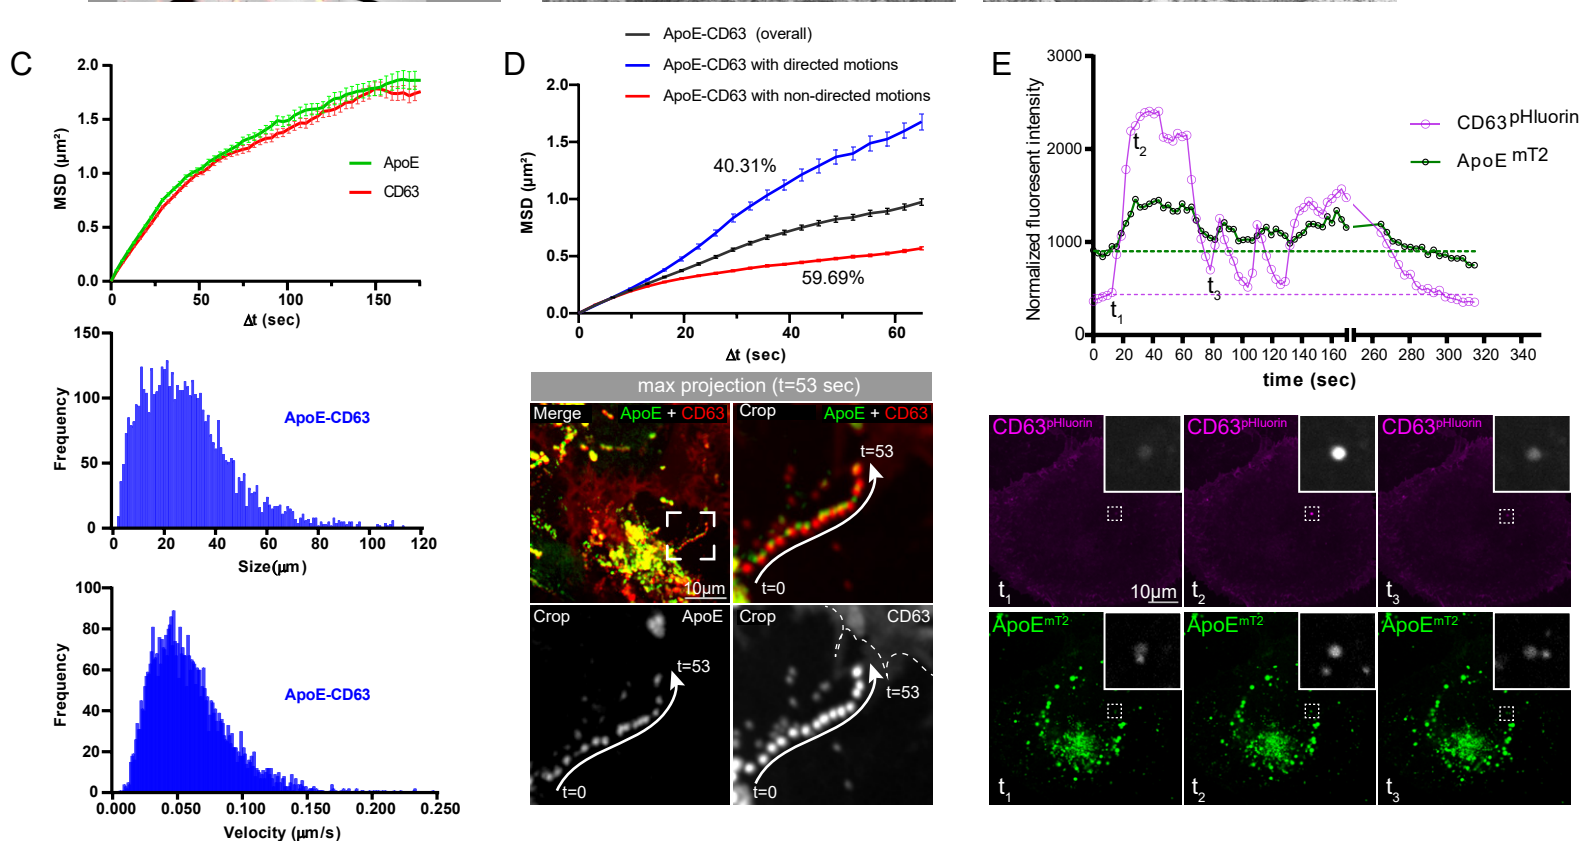 C
2.0
1.5
1.0
0.5
0.0
MSD (μm²)
ApoE
CD63
0
50
100
150
Δt (sec)
150
100
50
0
Frequency
ApoE-CD63
0
20
40
60
80
100
120
Size(μm)
100
80
60
40
20
0
Frequency
ApoE-CD63
0.000
0.050
0.100
0.150
0.200
0.250
Velocity (μm/s)
D
ApoE-CD63 (overall)
ApoE-CD63 with directed motions
ApoE-CD63 with non-directed motions
2.0
1.5
1.0
0.5
0.0
MSD (μm²)
40.31%
59.69%
0
20
40
60
Δt (sec)
max projection (t=53 sec)
Merge
ApoE + CD63
10μm
Crop
ApoE + CD63
t=53
t=0
Crop
ApoE
t=53
t=0
Crop
CD63
t=53
t=0
E
3000
2000
1000
0
Normalized fluoresent intensity
CD63pHluorin
ApoE mT2
t2
t3
t1
0
20
40
60
80
100
120
140
160
260
280
300
320
340
time (sec)
CD63pHluorin
t1
10μm
CD63pHluorin
t2
CD63pHluorin
t3
ApoEmT2
t1
ApoEmT2
t2
ApoEmT2
t3